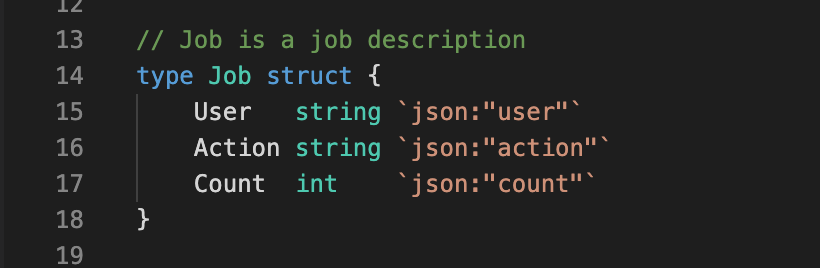 12
13 // Job is a job description
14 type Job struct {
15 User string `json:"user"`
16 Action string `json:"action"`
17 Count int `json:"count"`
18 }
19